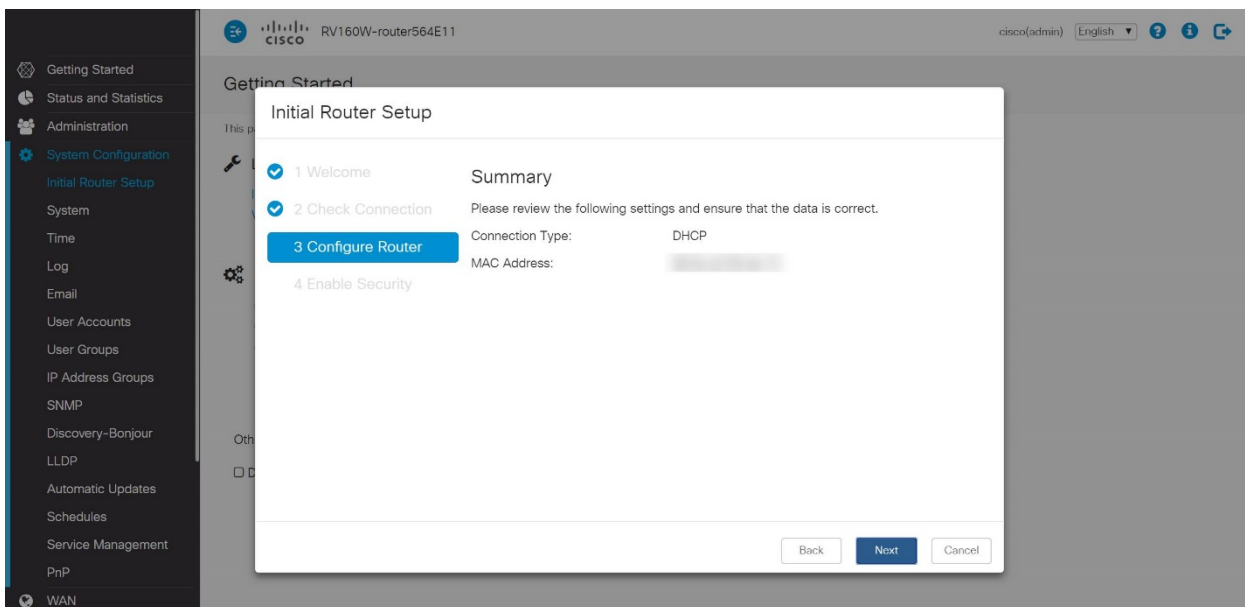 CISCO RV160W-router564E11
cisco(admin) English
Getting Started
Status and Statistics
Administration
System Configuration
Initial Router Setup
System
Time
Log
Email
User Accounts
User Groups
IP Address Groups
SNMP
Discovery-Bonjour
LLDP
Automatic Updates
Schedules
Service Management
PnP
WAN
Getting Started
This p
Oth
Initial Router Setup
1 Welcome
2 Check Connection
3 Configure Router
4 Enable Security
Summary
Please review the following settings and ensure that the data is correct.
Connection Type: DHCP
MAC Address:
Back Next Cancel